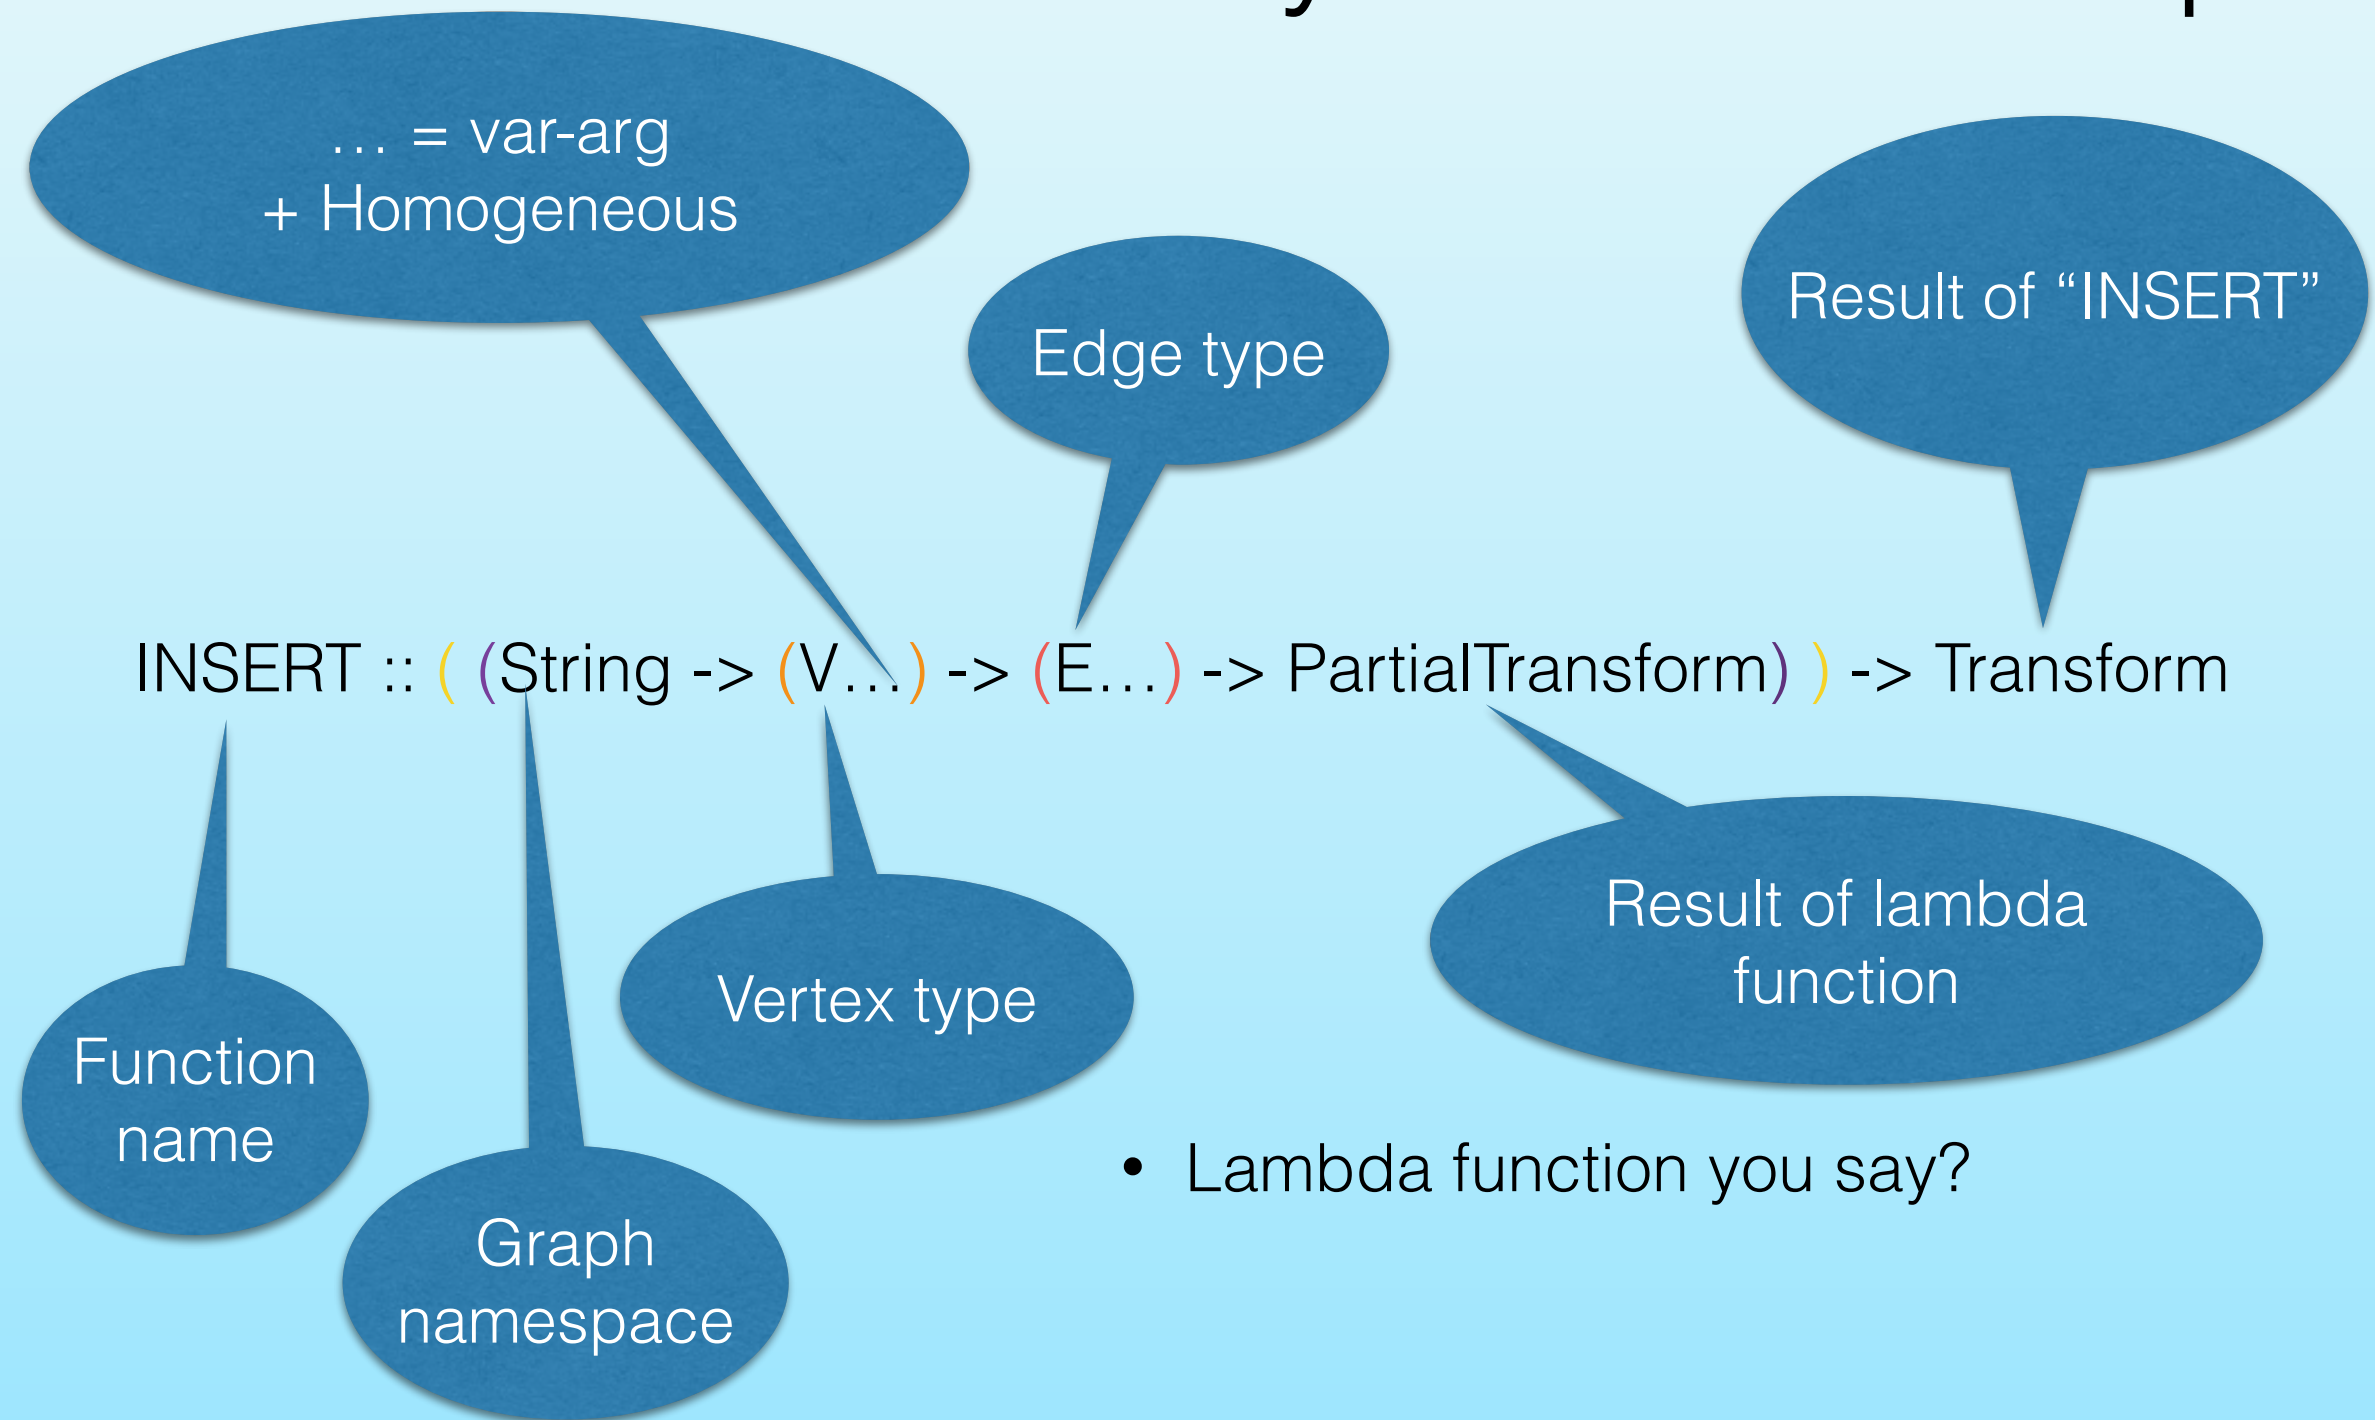 … = var-arg
+ Homogeneous
Edge type
Result of “INSERT”
INSERT :: ( (String -> (V…) -> (E…) -> PartialTransform) ) -> Transform
Function
name
Graph
namespace
Vertex type
Result of lambda
function
• Lambda function you say?